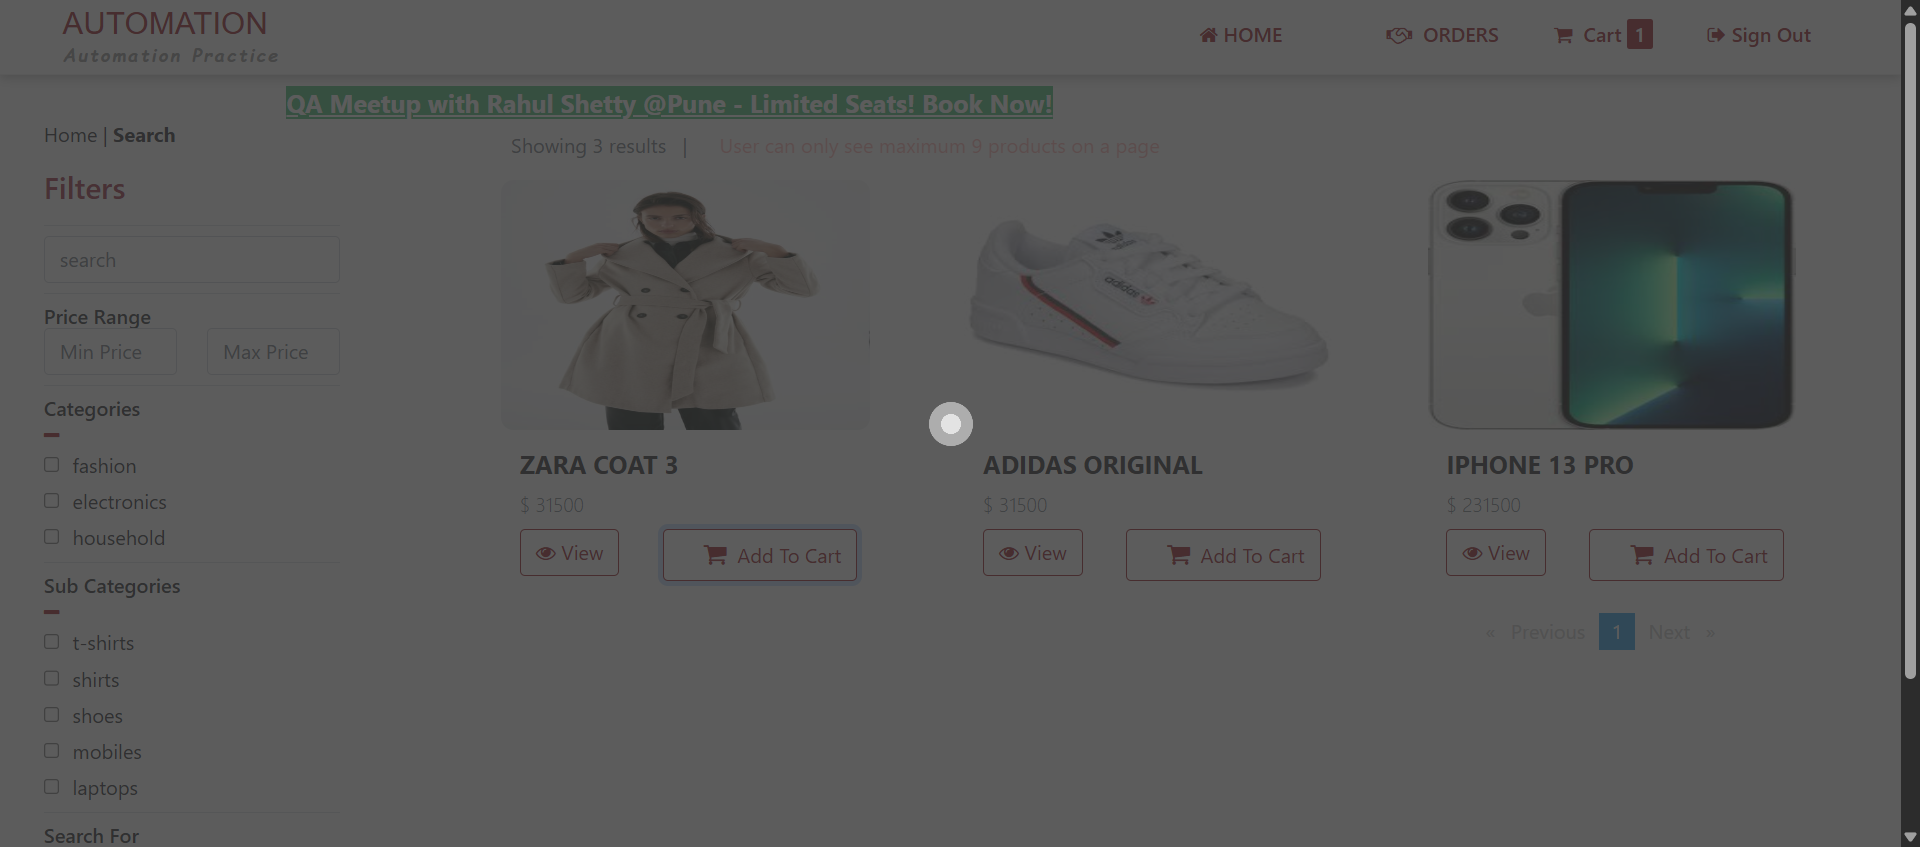 AUTOMATION
Automation Practice
HOME
ORDERS
Cart 1
Sign Out
QA Meetup with Rahul Shetty @Pune - Limited Seats! Book Now!
Home | Search
Showing 3 results |
User can only see maximum 9 products on a page
Filters
search
Price Range
Min Price
Max Price
Categories
fashion
electronics
household
Sub Categories
t-shirts
shirts
shoes
mobiles
laptops
Search For
ZARA COAT 3
$ 31500
View
Add To Cart
adidas
adidas
ADIDAS ORIGINAL
$ 31500
View
Add To Cart
IPHONE 13 PRO
$ 231500
View
Add To Cart
« Previous 1 Next »